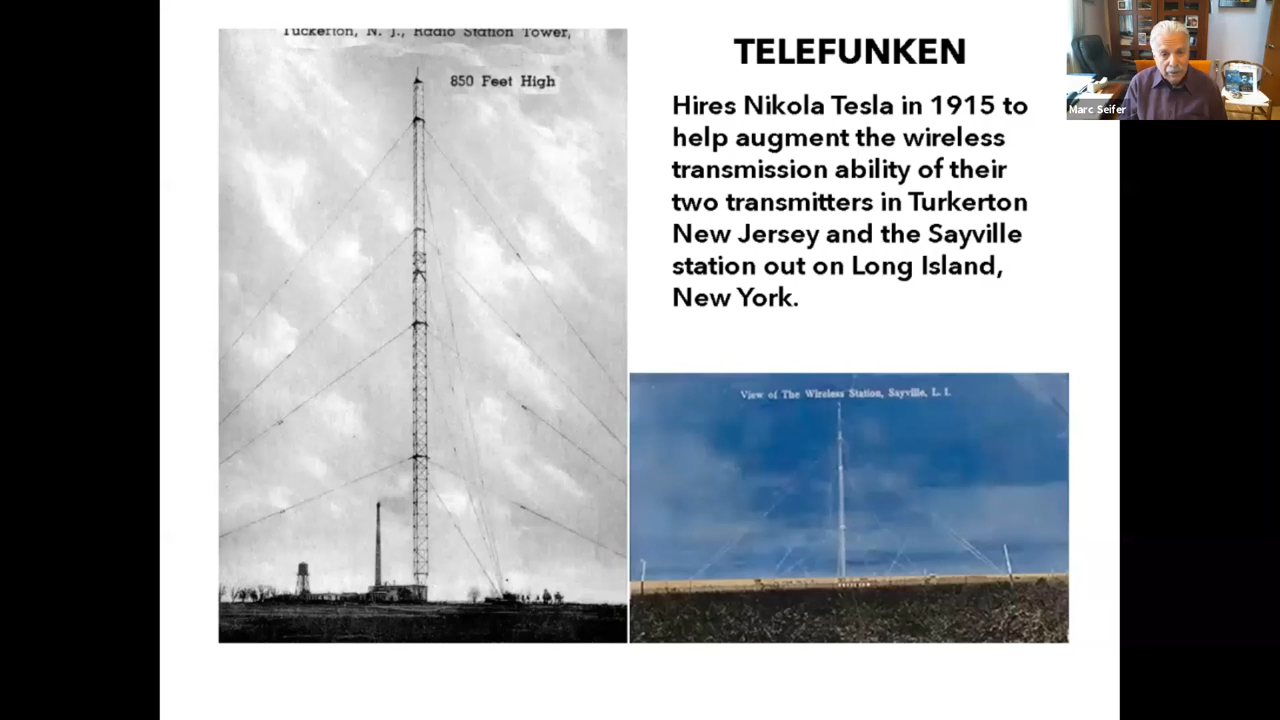 Tuckerton, N. J., Radio Station Tower,
850 Feet High
TELEFUNKEN
Hires Nikola Tesla in 1915 to
help augment the wireless
transmission ability of their
two transmitters in Turkerton
New Jersey and the Sayville
station out on Long Island,
New York.
View of The Wireless Station, Sayville, L. I.
Marc Seifer